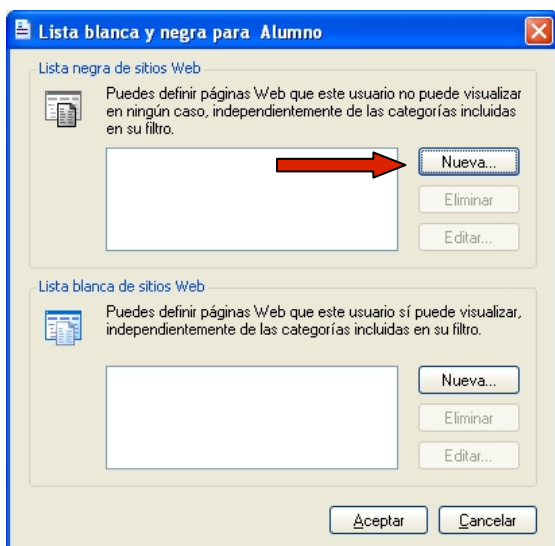 Lista blanca y negra para Alumno
Lista negra de sitios Web
Puedes definir páginas Web que este usuario no puede visualizar
en ningún caso, independientemente de las categorías incluidas
en su filtro.
Nueva...
Eliminar
Editar...
Lista blanca de sitios Web
Puedes definir páginas Web que este usuario sí puede visualizar,
independientemente de las categorías incluidas en su filtro.
Nueva...
Eliminar
Editar...
Aceptar Cancelar